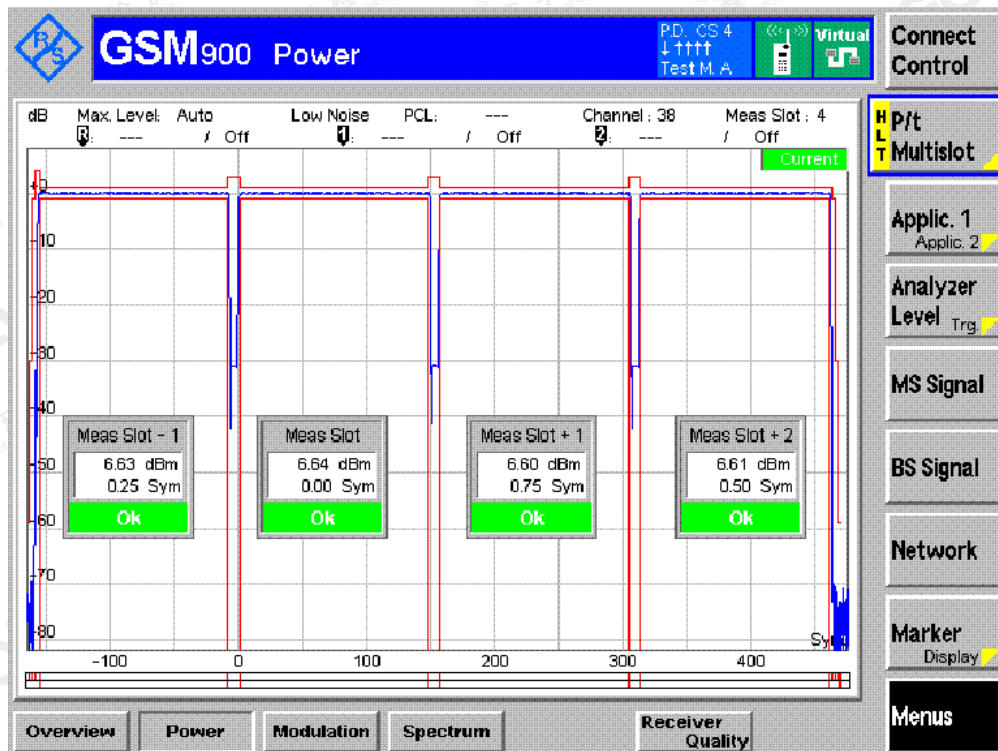 R/S
GSM900 Power
P.D. CS 4
↓ ↑↑↑↑
Test M. A
Virtual
Connect
Control
dB Max. Level: Auto Low Noise PCL: --- Channel : 38 Meas Slot : 4
R: --- / Off 1: --- / Off 2: --- / Off
Current
H
L
T
P/t
Multislot
Applic. 1
Applic. 2
Analyzer
Level Trg.
MS Signal
BS Signal
Network
Marker
Display
Menus
+0
-10
-20
-30
-40
-50
-60
-70
-80
Meas Slot - 1
6.63 dBm
0.25 Sym
Ok
Meas Slot
6.64 dBm
0.00 Sym
Ok
Meas Slot + 1
6.60 dBm
0.75 Sym
Ok
Meas Slot + 2
6.61 dBm
0.50 Sym
Ok
-100 0 100 200 300 400
Overview Power Modulation Spectrum Receiver
Quality